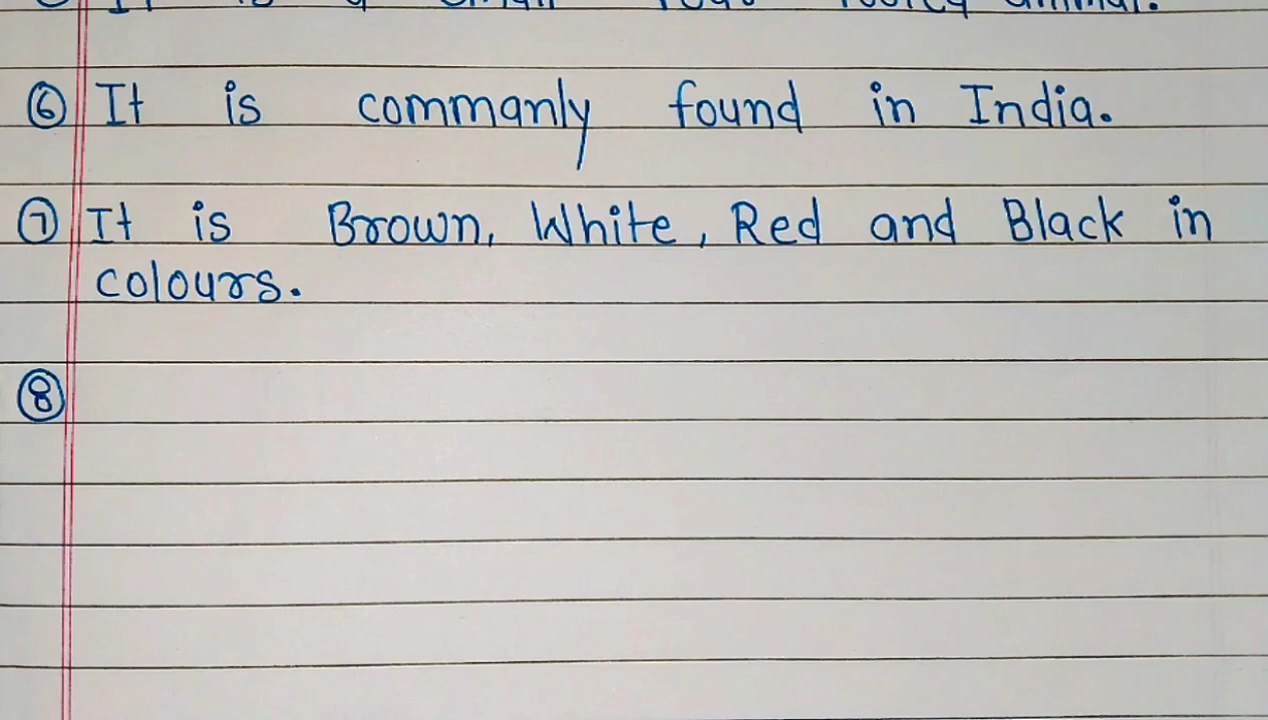 ⑥ It is commanly found in India.
⑦ It is Brown, White, Red and Black in
colours.
⑧